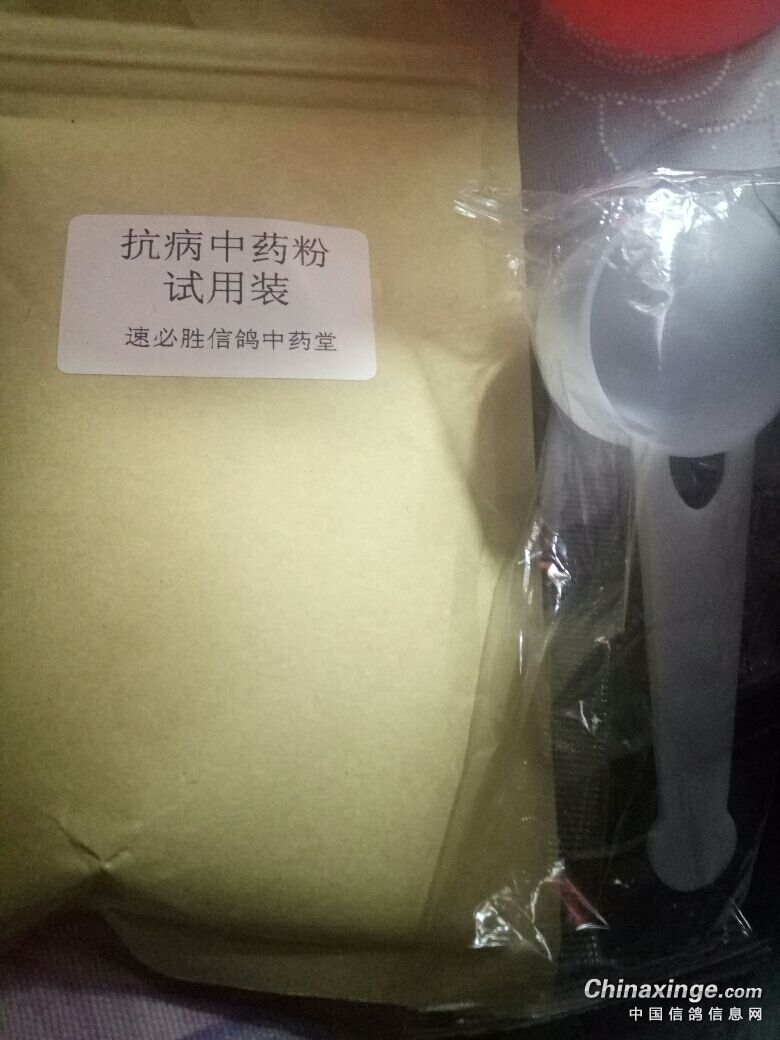 抗病中药粉
试用装
速必胜信鸽中药堂
Chinaxinge.com
中国信鸽信息网